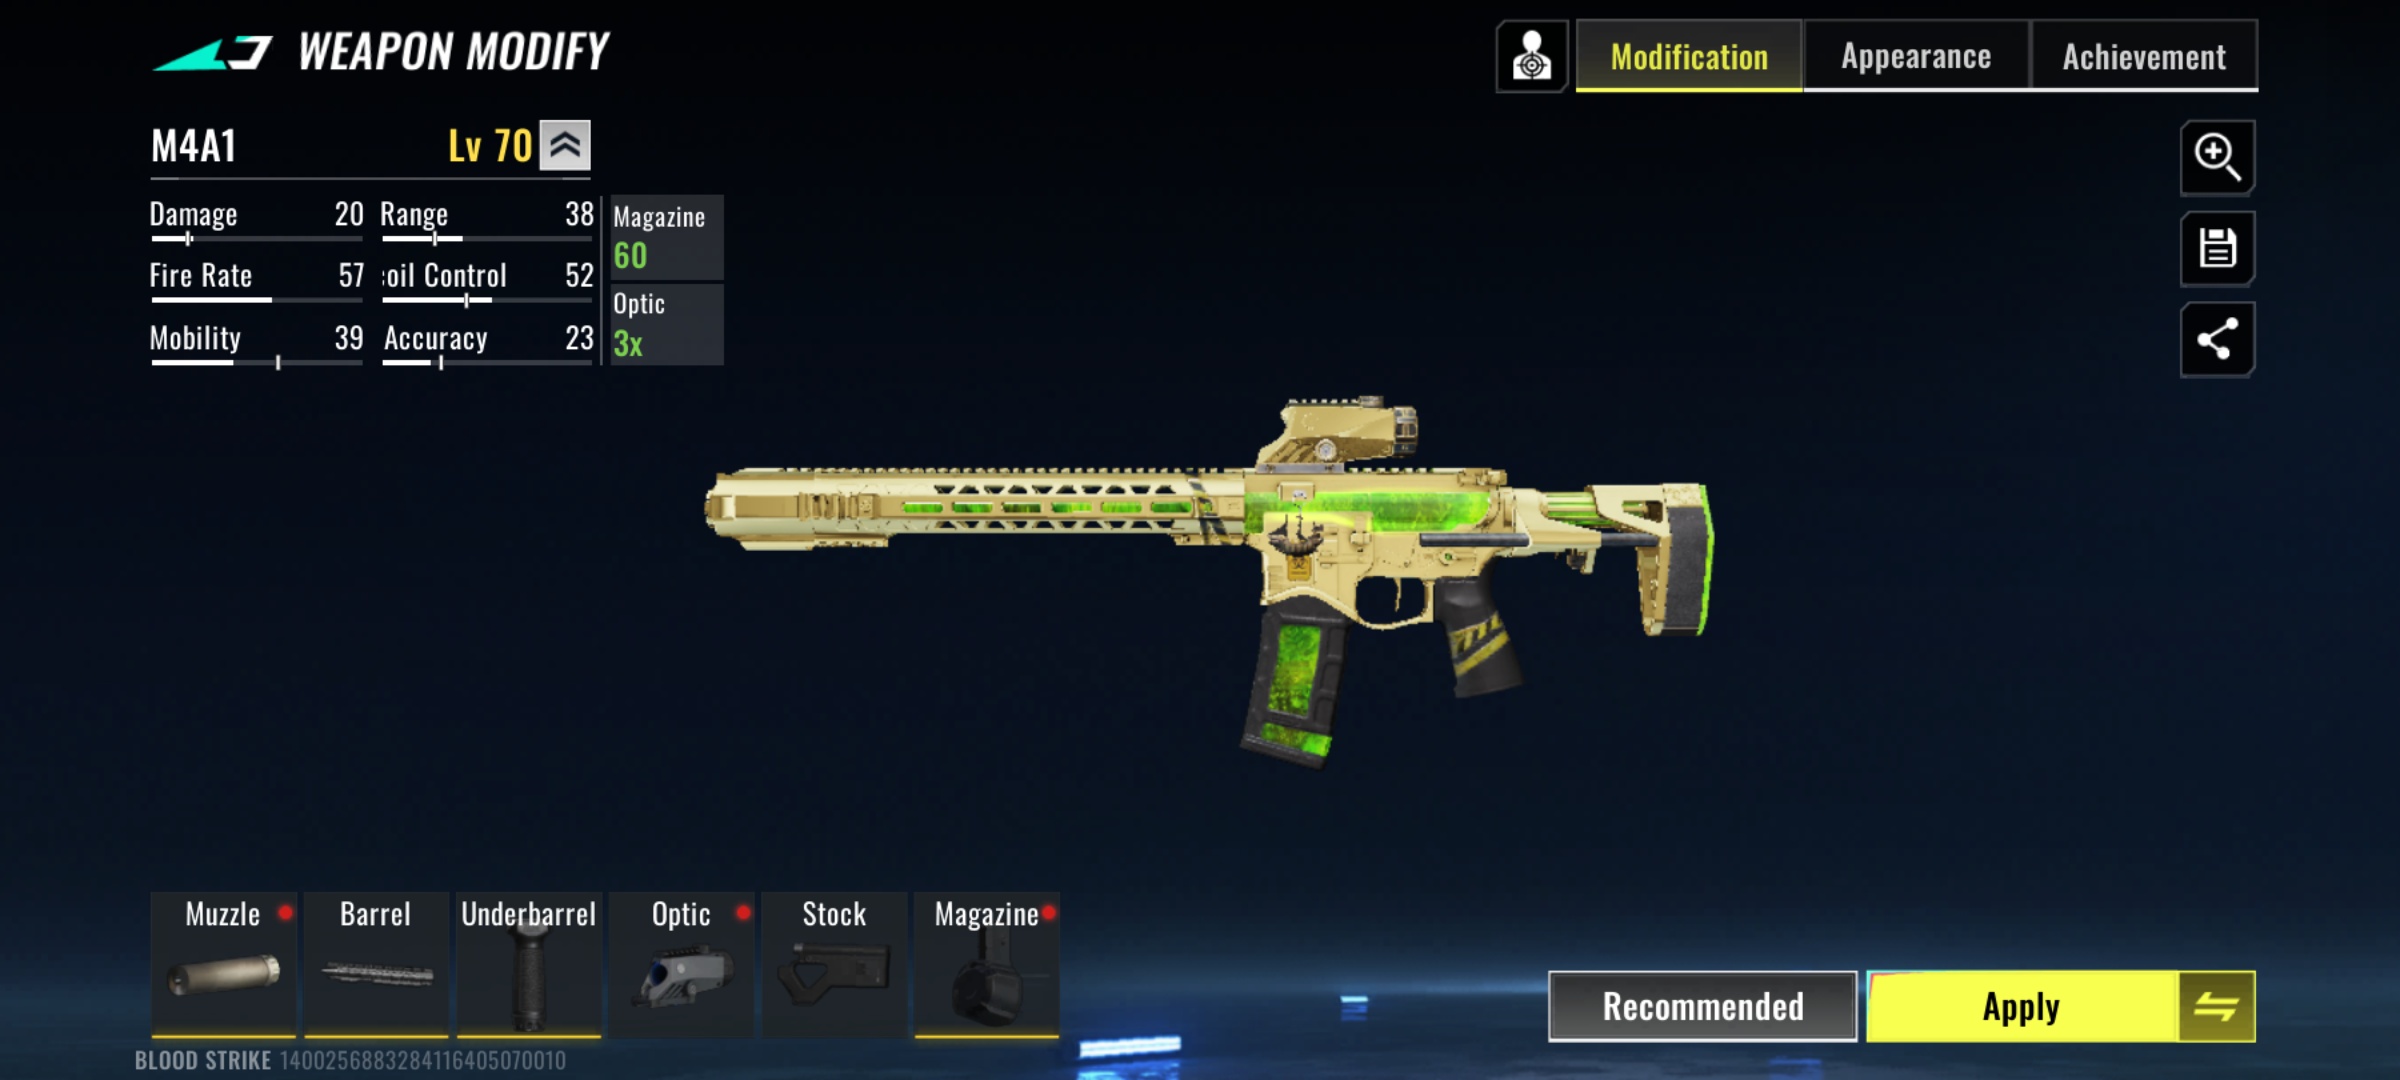 WEAPON MODIFY
Modification
Appearance
Achievement
M4A1
Lv 70
Damage 20
Range 38
Magazine
60
Fire Rate 57
coil Control 52
Optic
3x
Mobility 39
Accuracy 23
Muzzle
Barrel
Underbarrel
Optic
Stock
Magazine
Recommended
Apply
BLOOD STRIKE 1400256883284116405070010